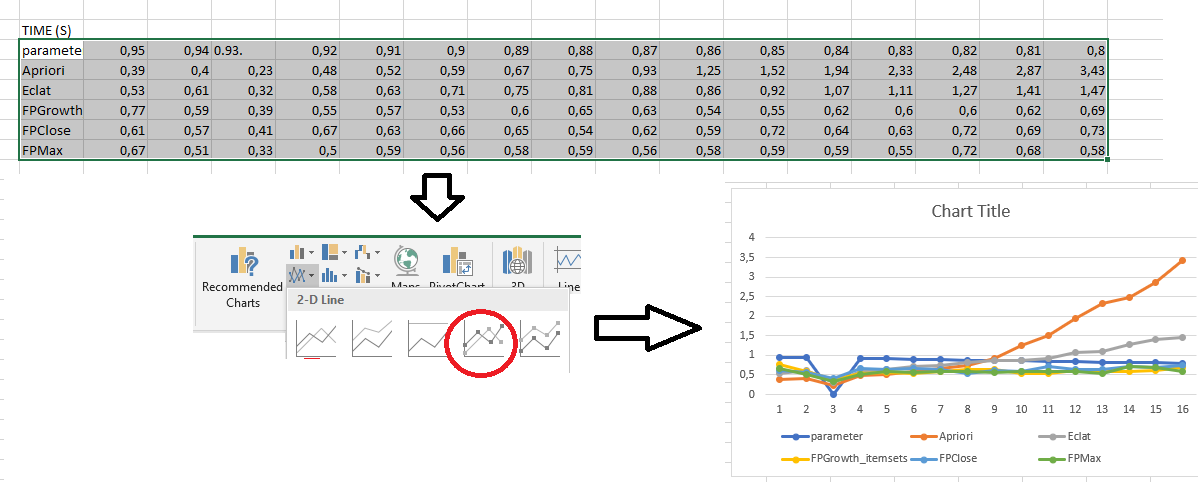 TIME (S)
paramete 0,95 0,94 0.93. 0,92 0,91 0,9 0,89 0,88 0,87 0,86 0,85 0,84 0,83 0,82 0,81 0,8
Apriori 0,39 0,4 0,23 0,48 0,52 0,59 0,67 0,75 0,93 1,25 1,52 1,94 2,33 2,48 2,87 3,43
Eclat 0,53 0,61 0,32 0,58 0,63 0,71 0,75 0,81 0,88 0,86 0,92 1,07 1,11 1,27 1,41 1,47
FPGrowth 0,77 0,59 0,39 0,55 0,57 0,53 0,6 0,65 0,63 0,54 0,55 0,62 0,6 0,6 0,62 0,69
FPClose 0,61 0,57 0,41 0,67 0,63 0,66 0,65 0,54 0,62 0,59 0,72 0,64 0,63 0,72 0,69 0,73
FPMax 0,67 0,51 0,33 0,5 0,59 0,56 0,58 0,59 0,56 0,58 0,59 0,59 0,55 0,72 0,68 0,58
Recommended
Charts
Maps PivotChart 3D Line
2-D Line
Chart Title
4
3,5
3
2,5
2
1,5
1
0,5
0
1 2 3 4 5 6 7 8 9 10 11 12 13 14 15 16
parameter Apriori Eclat
FPGrowth_itemsets FPClose FPMax